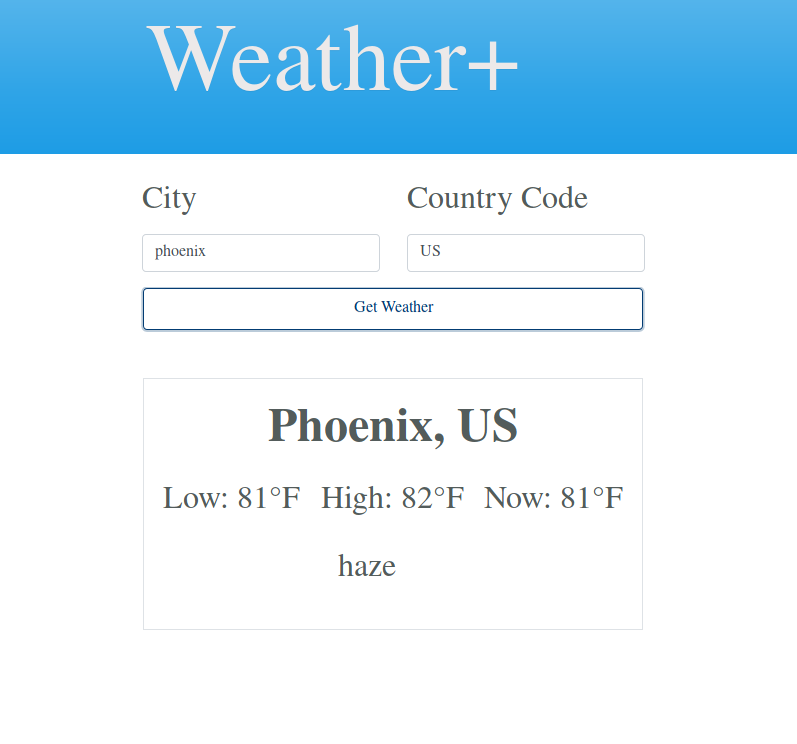 Weather+
City Country Code
phoenix US
Get Weather
Phoenix, US
Low: 81°F High: 82°F Now: 81°F
haze